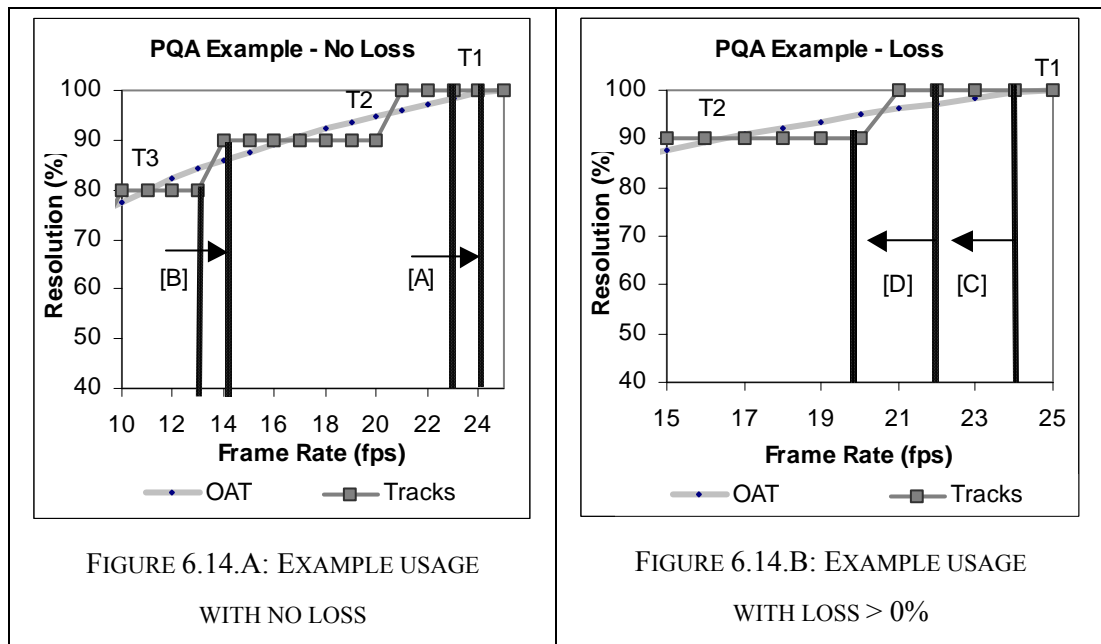 PQA Example - No Loss
T1
T2
T3
100
90
80
70
60
50
40
Resolution (%)
[B]
[A]
10 12 14 16 18 20 22 24
Frame Rate (fps)
OAT Tracks
FIGURE 6.14.A: EXAMPLE USAGE
WITH NO LOSS
PQA Example - Loss
T1
T2
100
90
80
70
60
50
40
Resolution (%)
[D] [C]
15 17 19 21 23 25
Frame Rate (fps)
OAT Tracks
FIGURE 6.14.B: EXAMPLE USAGE
WITH LOSS > 0%